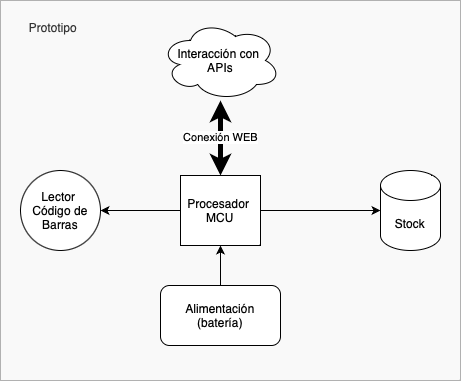 Prototipo
Interacción con
APIs
Conexión WEB
Lector
Código de
Barras
Procesador
MCU
Stock
Alimentación
(batería)